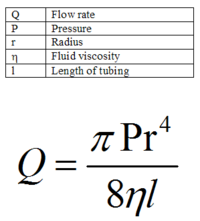 Q Flow rate
P Pressure
r Radius
η Fluid viscosity
l Length of tubing
Q = πPr⁴ / 8ηl